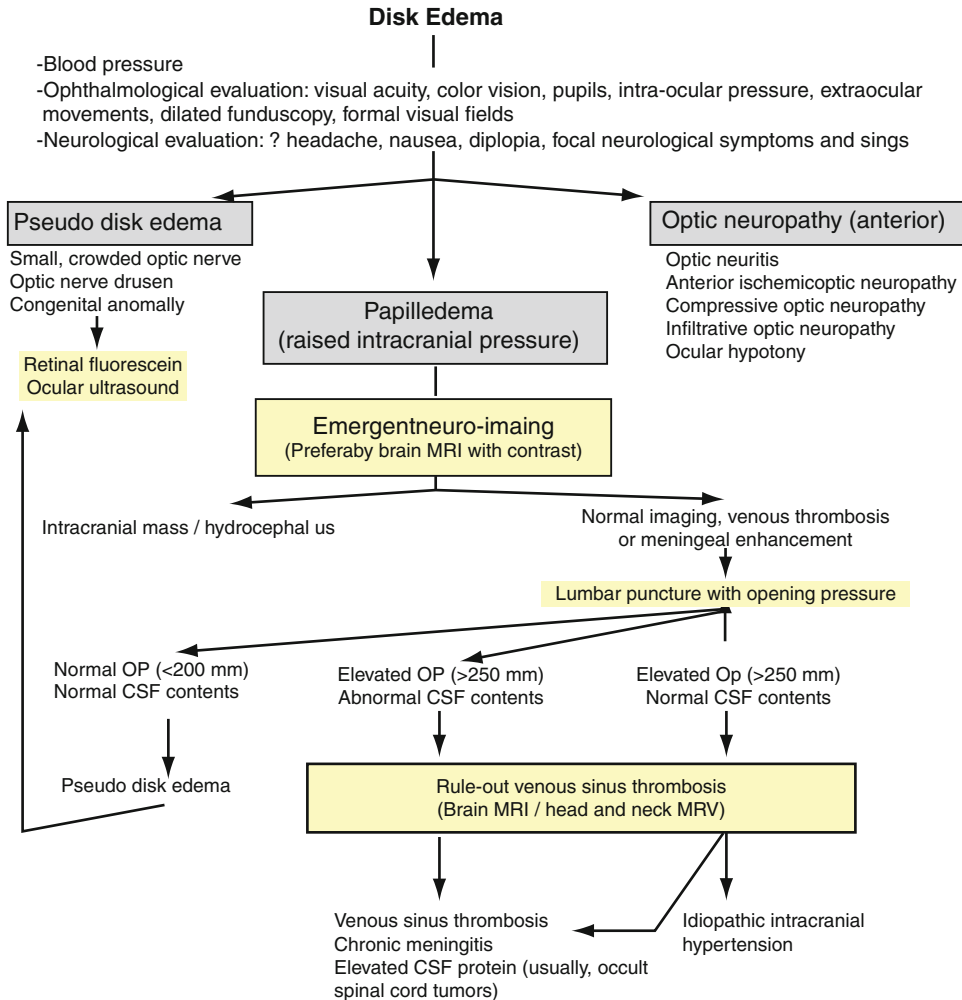 Disk Edema
-Blood pressure
-Ophthalmological evaluation: visual acuity, color vision, pupils, intra-ocular pressure, extraocular
movements, dilated funduscopy, formal visual fields
-Neurological evaluation: ? headache, nausea, diplopia, focal neurological symptoms and sings
Pseudo disk edema
Small, crowded optic nerve
Optic nerve drusen
Congenital anomally
Retinal fluorescein
Ocular ultrasound
Papilledema
(raised intracranial pressure)
Optic neuropathy (anterior)
Optic neuritis
Anterior ischemicoptic neuropathy
Compressive optic neuropathy
Infiltrative optic neuropathy
Ocular hypotony
Emergentneuro-imaing
(Preferaby brain MRI with contrast)
Intracranial mass / hydrocephal us
Normal imaging, venous thrombosis
or meningeal enhancement
Lumbar puncture with opening pressure
Normal OP (<200 mm)
Normal CSF contents
Elevated OP (>250 mm)
Abnormal CSF contents
Elevated Op (>250 mm)
Normal CSF contents
Pseudo disk edema
Rule-out venous sinus thrombosis
(Brain MRI / head and neck MRV)
Venous sinus thrombosis
Chronic meningitis
Elevated CSF protein (usually, occult
spinal cord tumors)
Idiopathic intracranial
hypertension